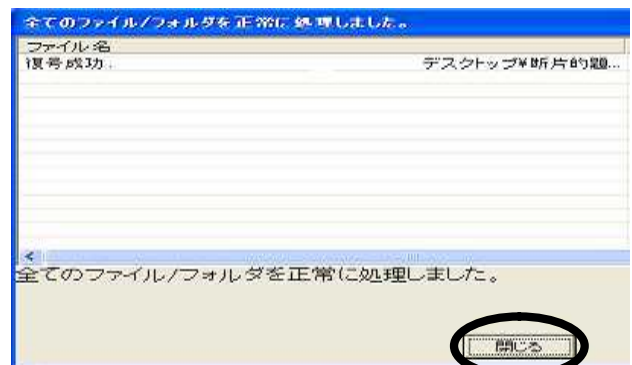 全てのファイル/フォルダを正常に処理しました。
ファイル名
復号成功. デスクトップ¥断片的題...
全てのファイル/フォルダを正常に処理しました。
閉じる